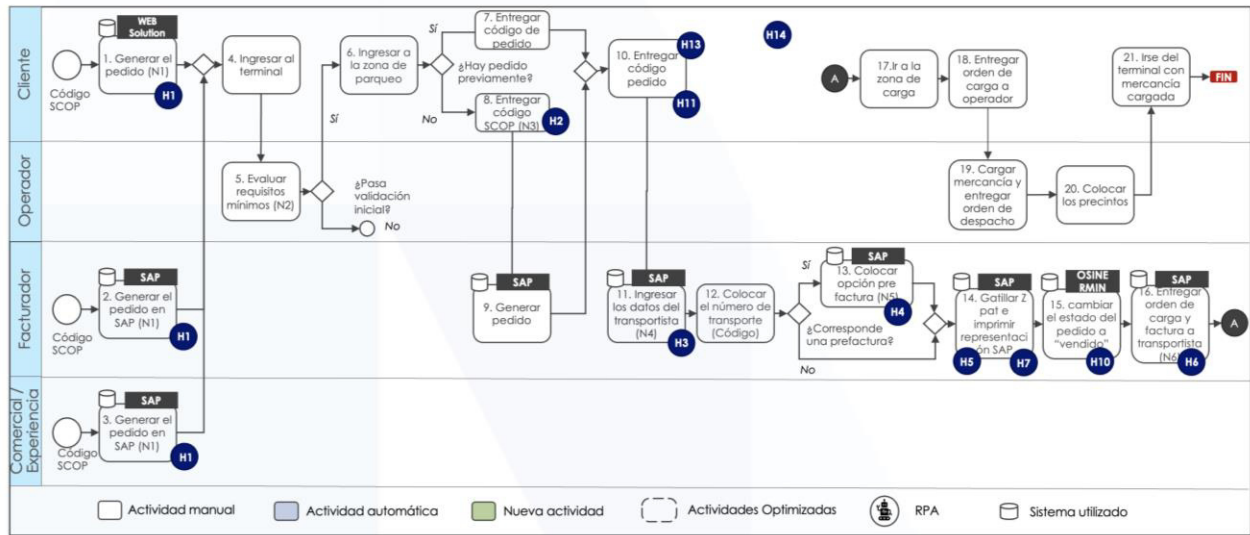 Cliente
Código
SCOP
WEB
Solution
1. Generar el
pedido (N1)
H1
4. Ingresar al
terminal
Sí
6. Ingresar a
la zona de
parqueo
Sí
¿Hay pedido
previamente?
No
7. Entregar
código de
pedido
8. Entregar
código
SCOP (N3)
H2
10. Entregar
código
pedido
H13
H11
H14
A
17.Ir a la
zona de
carga
18. Entregar
orden de
carga a
operador
21. Irse del
terminal con
mercancía
cargada
FIN
Operador
5. Evaluar
requisitos
mínimos (N2)
¿Pasa
validación
inicial?
No
19. Cargar
mercancía y
entregar
orden de
despacho
20. Colocar
los precintos
Facturador
Código
SCOP
SAP
2. Generar el
pedido en
SAP (N1)
H1
SAP
9. Generar
pedido
SAP
11. Ingresar
los datos del
transportista
(N4)
H3
12. Colocar
el número de
transporte
(Código)
Sí
¿Corresponde
una prefactura?
No
SAP
13. Colocar
opción pre
factura (N5)
H4
SAP
14. Gatillar Z
pat e
imprimir
representaci
ón SAP
H5
H7
OSINE
RMIN
15. cambiar
el estado del
pedido a
“vendido”
H10
SAP
16. Entregar
orden de
carga y
factura a
transportista
(N6)
H6
A
Comercial /
Experiencia
Código
SCOP
SAP
3. Generar el
pedido en
SAP (N1)
H1
Actividad manual
Actividad automática
Nueva actividad
Actividades Optimizadas
RPA
Sistema utilizado